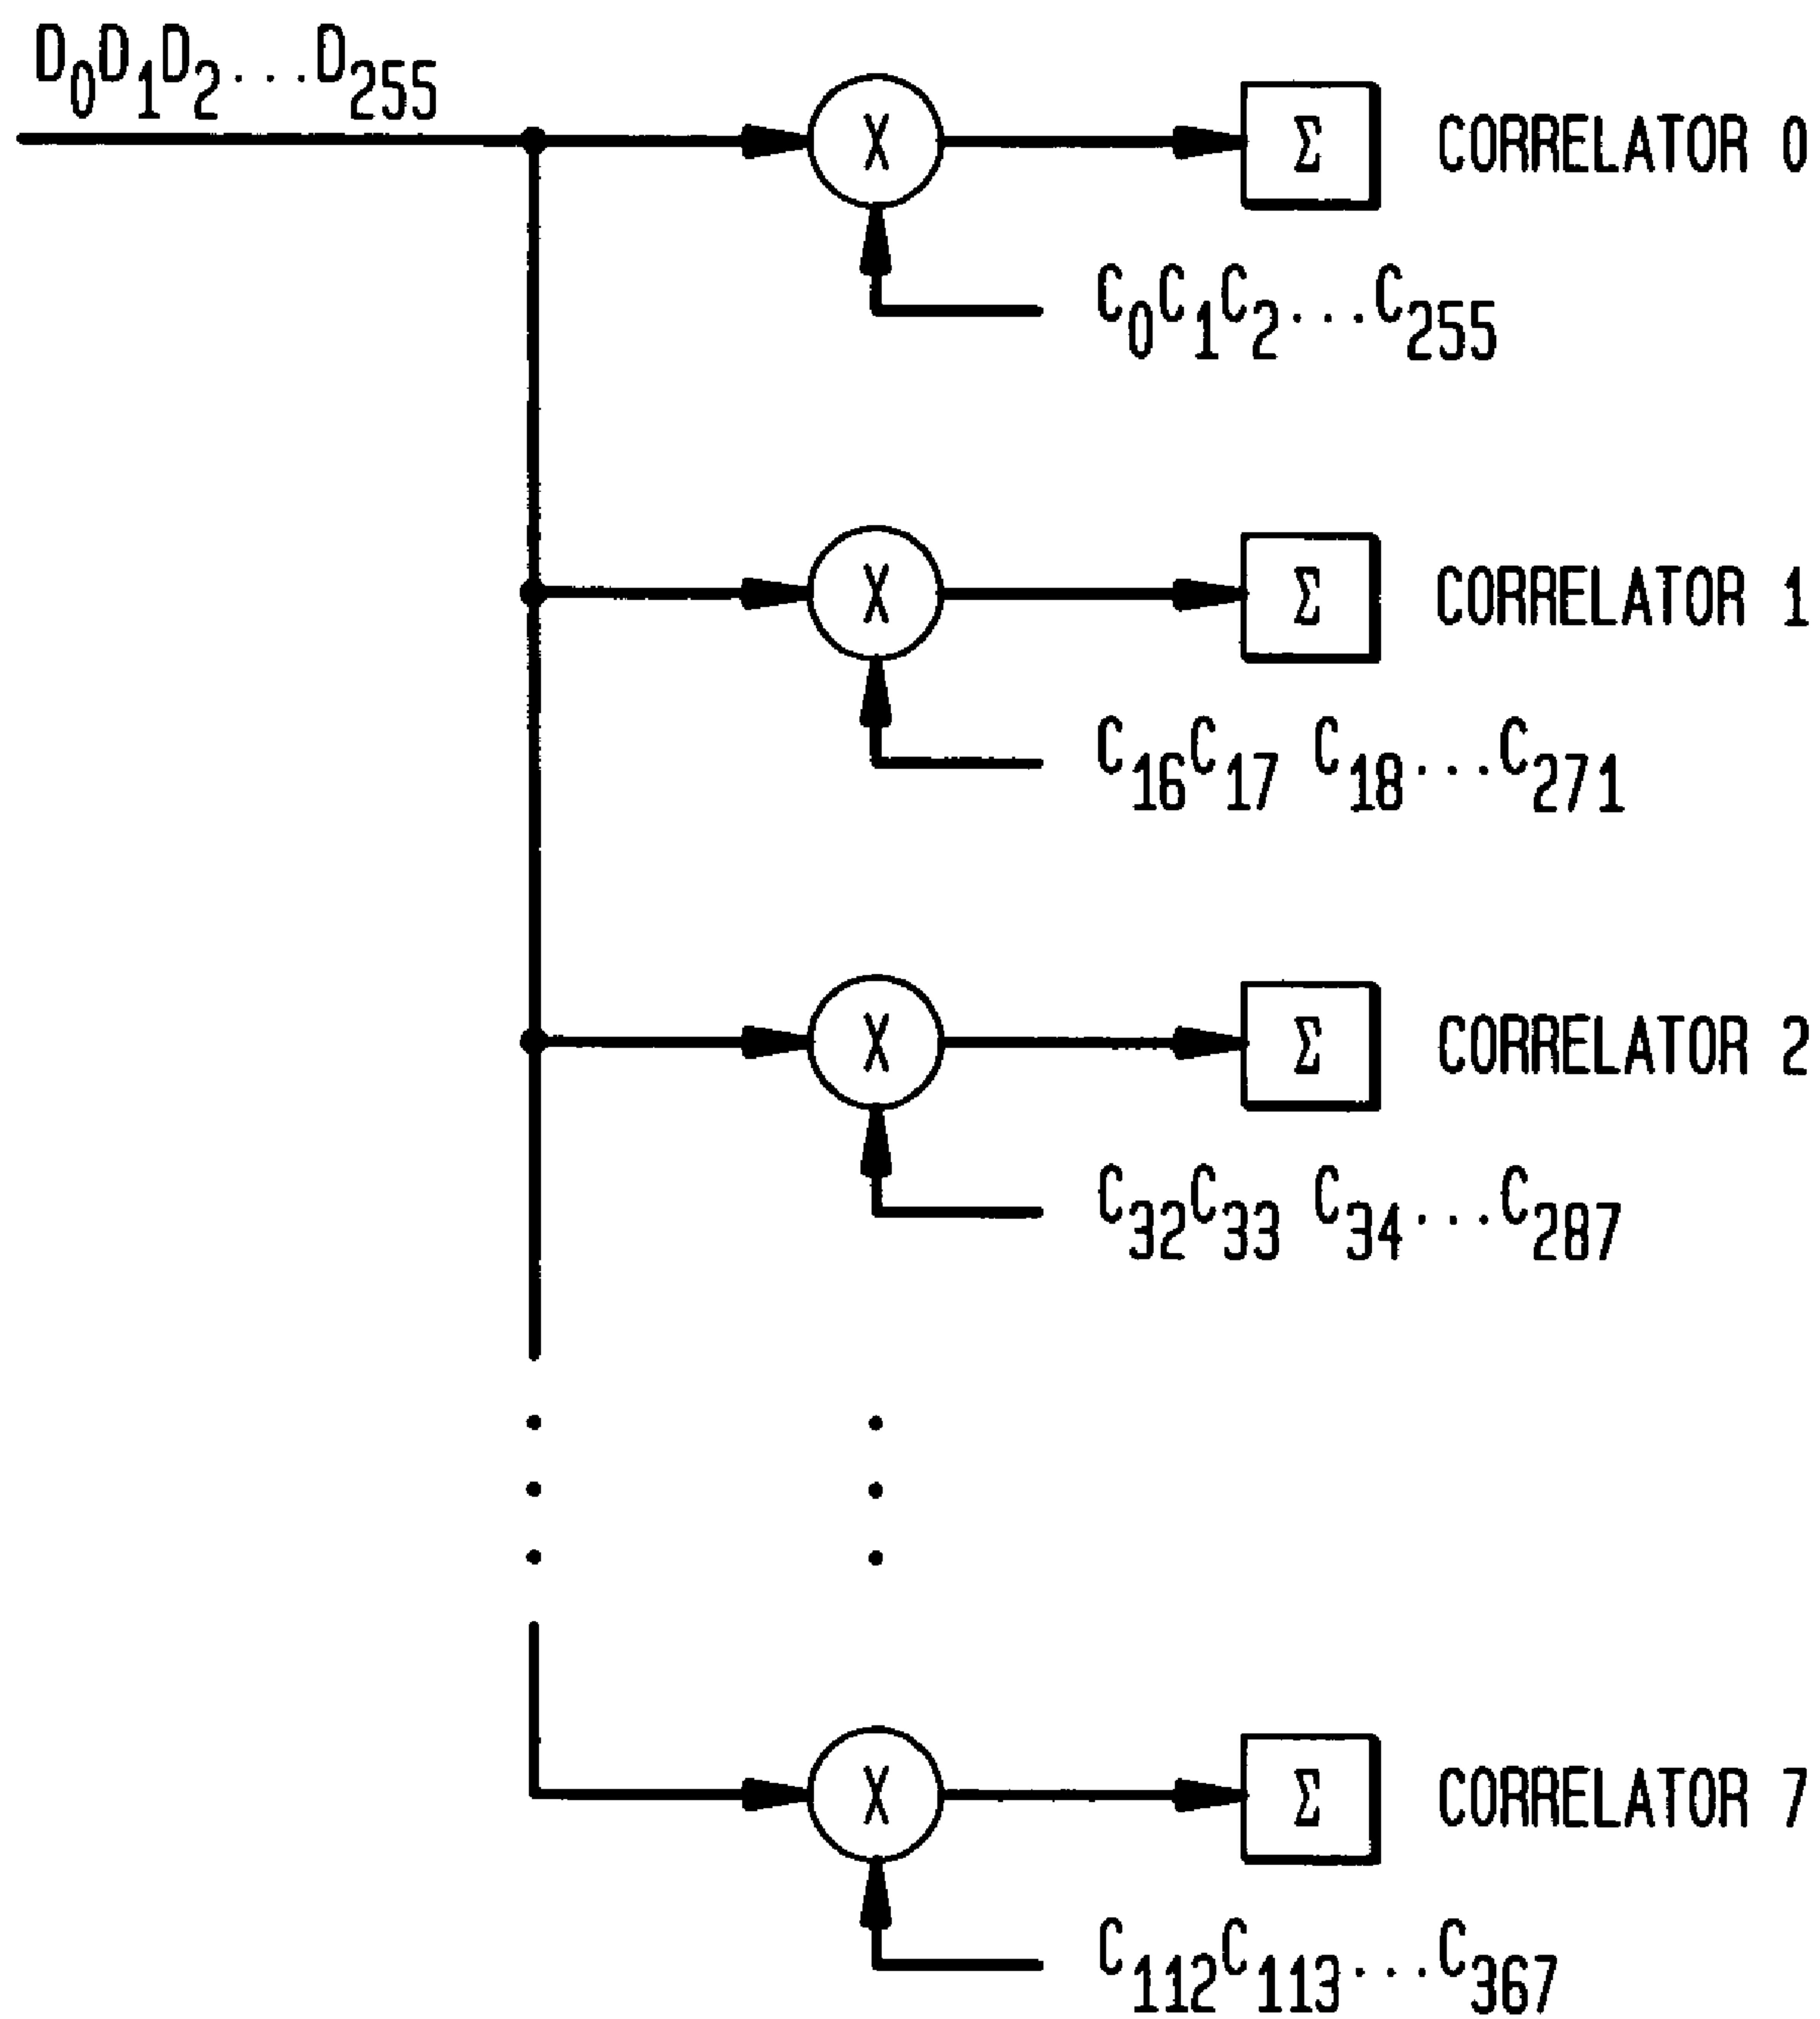 D₀D₁D₂...D₂₅₅
X Σ CORRELATOR 0
C₀C₁C₂...C₂₅₅
X Σ CORRELATOR 1
C₁₆C₁₇ C₁₈...C₂₇₁
X Σ CORRELATOR 2
C₃₂C₃₃ C₃₄...C₂₈₇
X Σ CORRELATOR 7
C₁₁₂C₁₁₃...C₃₆₇